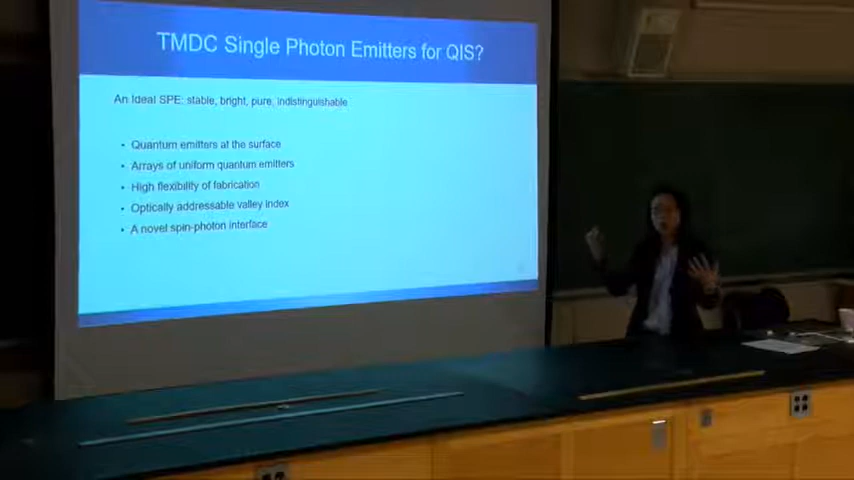 TMDC Single Photon Emitters for QIS?
An Ideal SPE: stable, bright, pure, indistinguishable
• Quantum emitters at the surface
• Arrays of uniform quantum emitters
• High flexibility of fabrication
• Optically addressable valley index
• A novel spin-photon interface